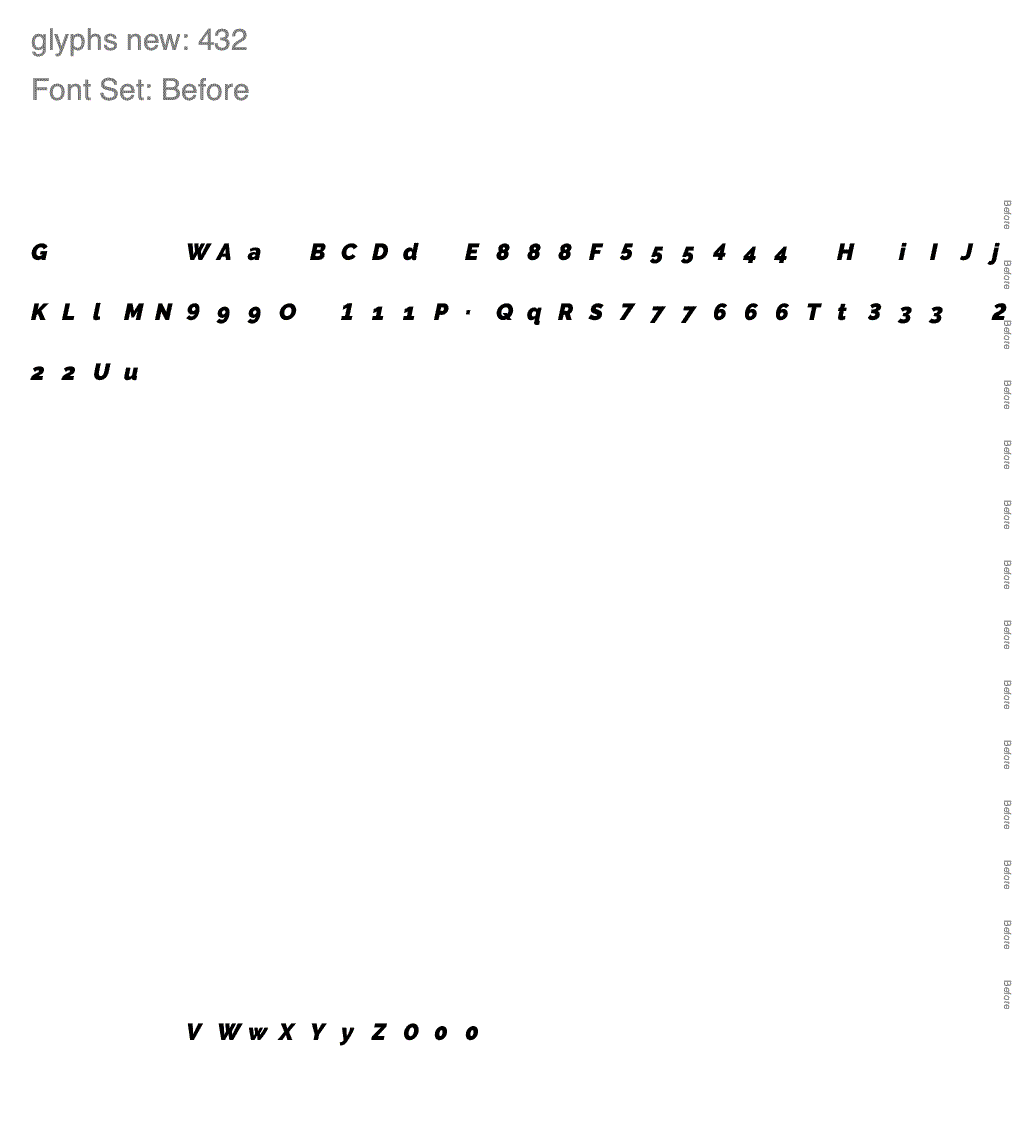 glyphs new: 432
Font Set: Before
Before
G W A a B C D d E 8 8 8 F 5 5 5 4 4 4 H i I J j
Before
K L l M N 9 9 9 O 1 1 1 P · Q q R S 7 7 7 6 6 6 T t 3 3 3 2
Before
2 2 U u
Before
Before
Before
Before
Before
Before
Before
Before
Before
Before
Before
V W w X Y y Z O o o